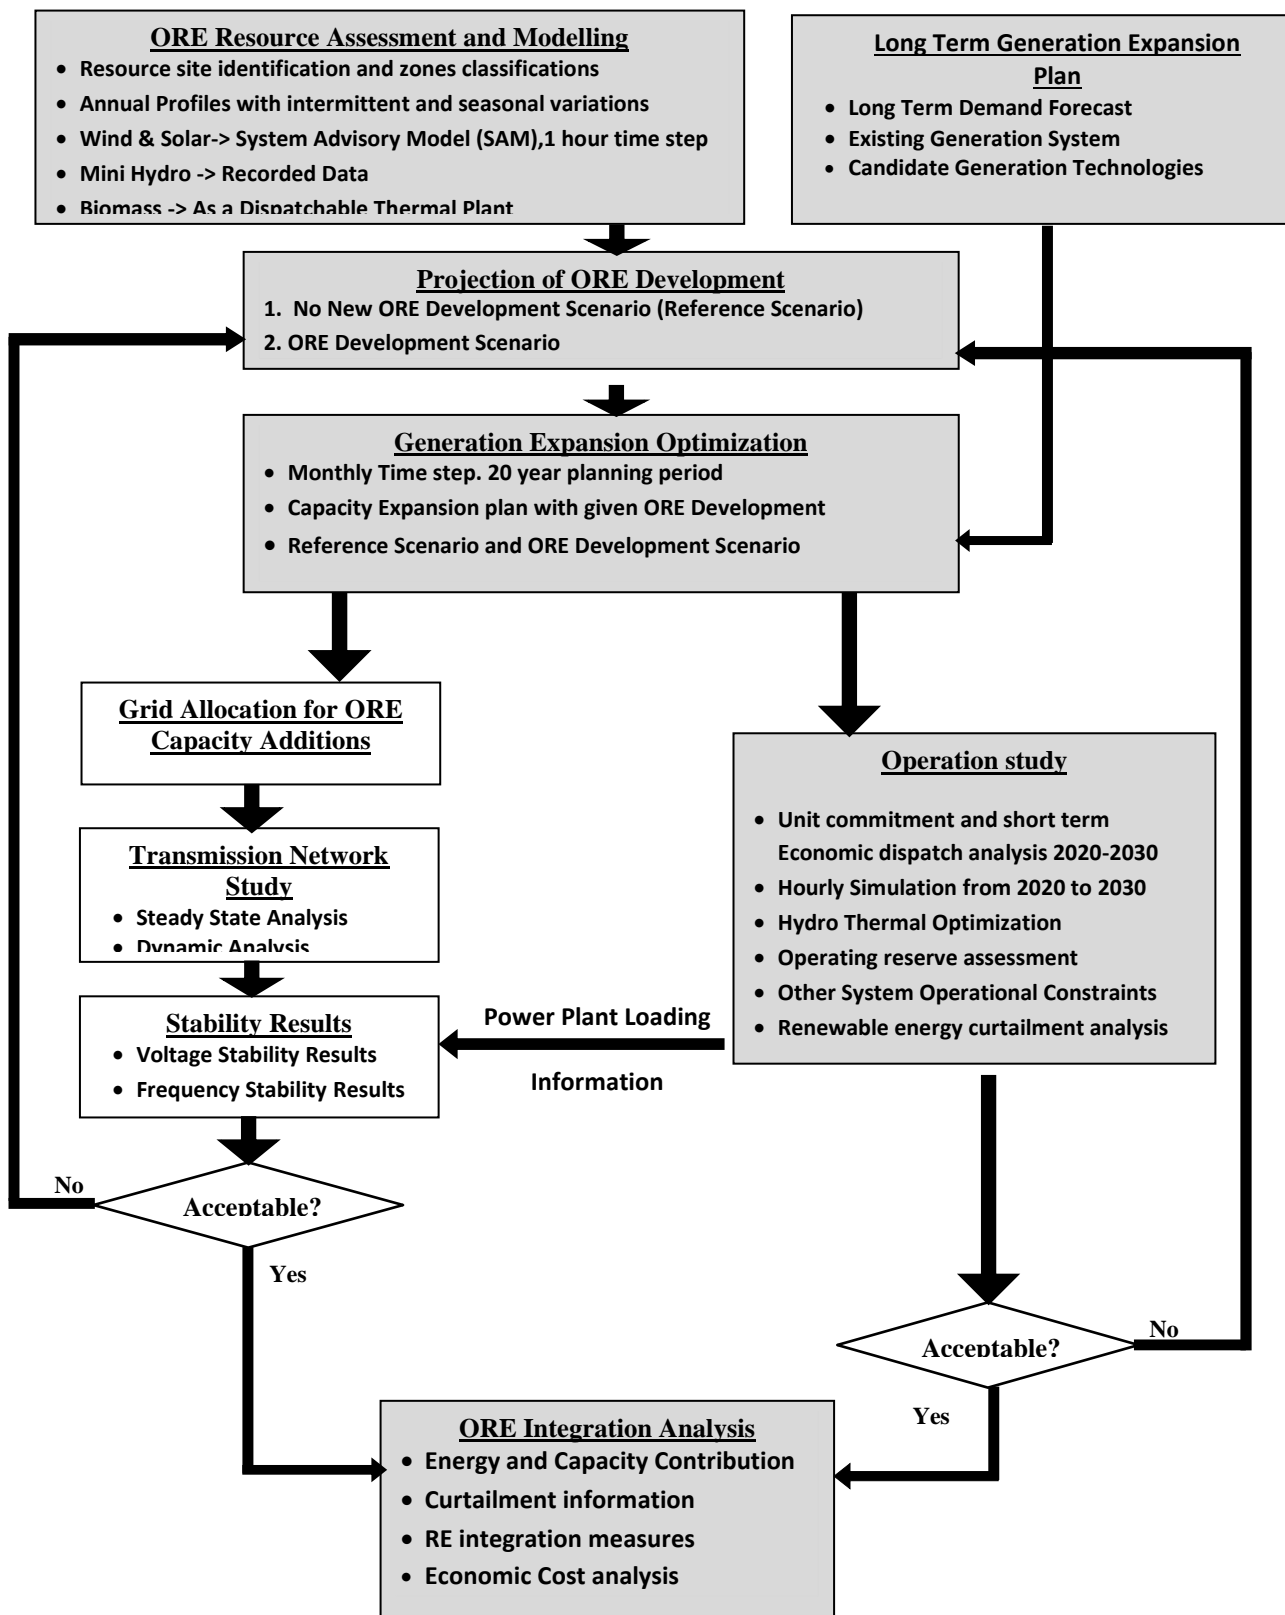 ORE Resource Assessment and Modelling
• Resource site identification and zones classifications
• Annual Profiles with intermittent and seasonal variations
• Wind & Solar-> System Advisory Model (SAM),1 hour time step
• Mini Hydro -> Recorded Data
• Biomass -> As a Dispatchable Thermal Plant
Long Term Generation Expansion
Plan
• Long Term Demand Forecast
• Existing Generation System
• Candidate Generation Technologies
Projection of ORE Development
1. No New ORE Development Scenario (Reference Scenario)
2. ORE Development Scenario
Generation Expansion Optimization
• Monthly Time step. 20 year planning period
• Capacity Expansion plan with given ORE Development
• Reference Scenario and ORE Development Scenario
Grid Allocation for ORE
Capacity Additions
Transmission Network
Study
• Steady State Analysis
• Dynamic Analysis
Stability Results
• Voltage Stability Results
• Frequency Stability Results
Power Plant Loading
Information
Operation study
• Unit commitment and short term
Economic dispatch analysis 2020-2030
• Hourly Simulation from 2020 to 2030
• Hydro Thermal Optimization
• Operating reserve assessment
• Other System Operational Constraints
• Renewable energy curtailment analysis
No
Acceptable?
Yes
No
Acceptable?
Yes
ORE Integration Analysis
• Energy and Capacity Contribution
• Curtailment information
• RE integration measures
• Economic Cost analysis